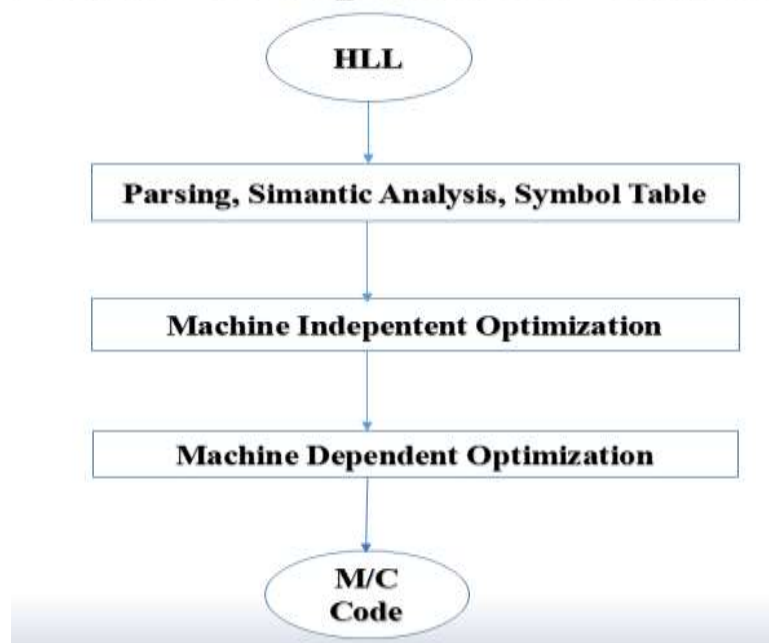 HLL
Parsing, Simantic Analysis, Symbol Table
Machine Indepentent Optimization
Machine Dependent Optimization
M/C
Code